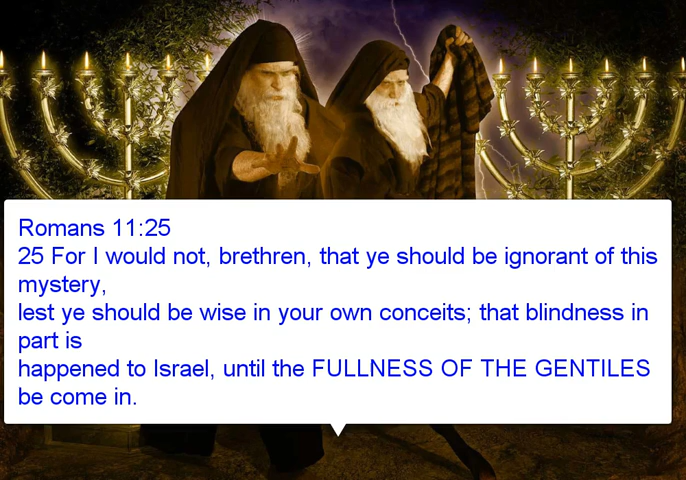 Romans 11:25
25 For I would not, brethren, that ye should be ignorant of this
mystery,
lest ye should be wise in your own conceits; that blindness in
part is
happened to Israel, until the FULLNESS OF THE GENTILES
be come in.